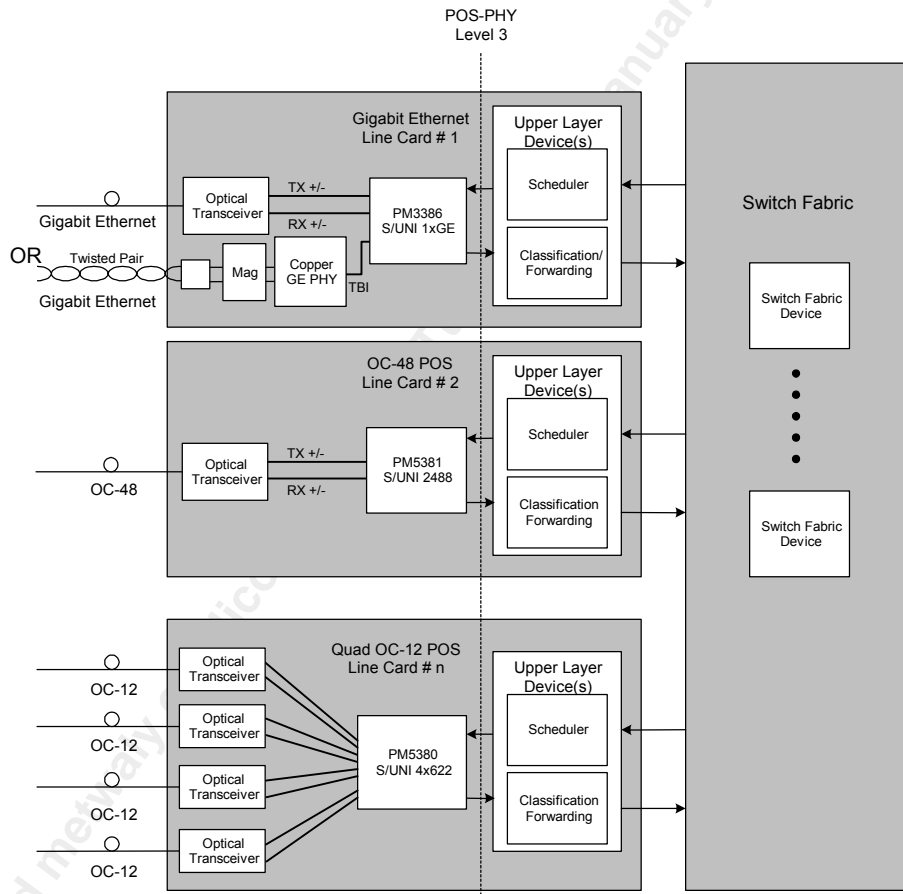 POS-PHY
Level 3
Gigabit Ethernet
Line Card # 1
Upper Layer
Device(s)
Scheduler
Classification/
Forwarding
Optical
Transceiver
TX +/-
RX +/-
PM3386
S/UNI 1xGE
Gigabit Ethernet
OR
Twisted Pair
Gigabit Ethernet
Mag
Copper
GE PHY
TBI
Switch Fabric
Switch Fabric
Device
Switch Fabric
Device
OC-48 POS
Line Card # 2
Upper Layer
Device(s)
Scheduler
Classification
Forwarding
Optical
Transceiver
TX +/-
RX +/-
PM5381
S/UNI 2488
OC-48
Quad OC-12 POS
Line Card # n
Upper Layer
Device(s)
Scheduler
Classification
Forwarding
Optical
Transceiver
OC-12
Optical
Transceiver
OC-12
Optical
Transceiver
OC-12
Optical
Transceiver
OC-12
PM5380
S/UNI 4x622